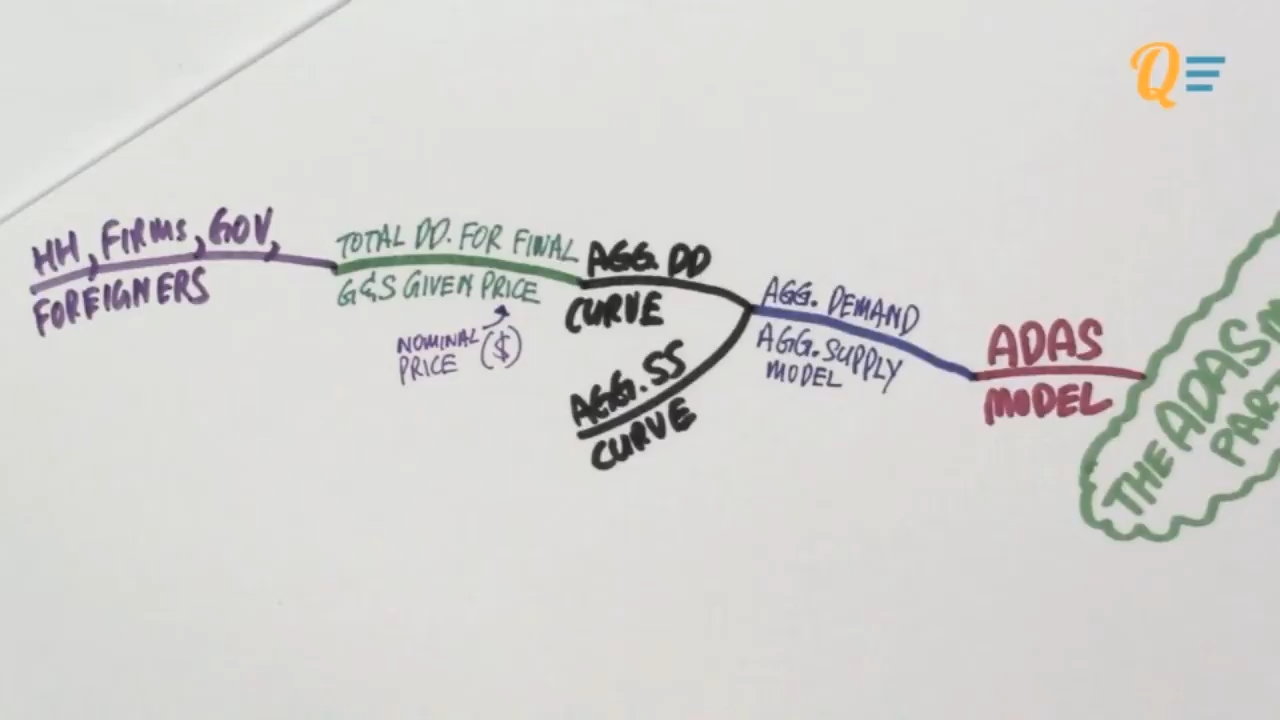 HH, FIRMS, GOV,
FOREIGNERS
TOTAL DD. FOR FINAL
G&S GIVEN PRICE
NOMINAL
PRICE ($)
AGG. DD
CURVE
AGG. SS
CURVE
AGG. DEMAND
AGG. SUPPLY
MODEL
ADAS
MODEL
THE ADAS